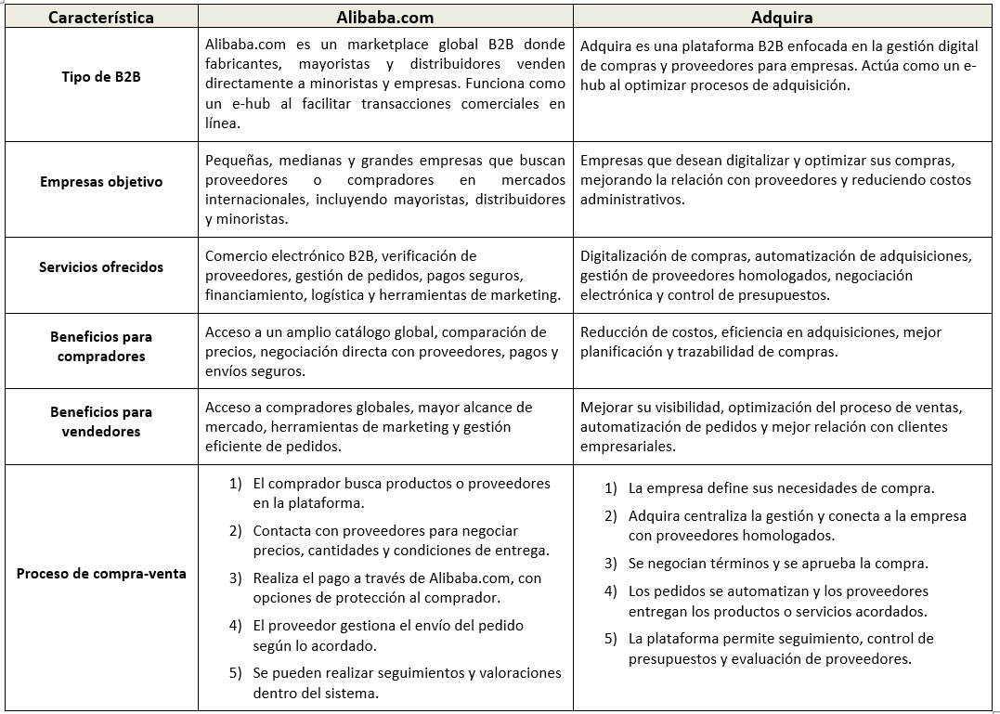 Característica
Alibaba.com
Adquira
Tipo de B2B
Alibaba.com es un marketplace global B2B donde
fabricantes, mayoristas y distribuidores venden
directamente a minoristas y empresas. Funciona como
un e-hub al facilitar transacciones comerciales en
línea.
Adquira es una plataforma B2B enfocada en la gestión digital
de compras y proveedores para empresas. Actúa como un e-
hub al optimizar procesos de adquisición.
Empresas objetivo
Pequeñas, medianas y grandes empresas que buscan
proveedores o compradores en mercados
internacionales, incluyendo mayoristas, distribuidores
y minoristas.
Empresas que desean digitalizar y optimizar sus compras,
mejorando la relación con proveedores y reduciendo costos
administrativos.
Servicios ofrecidos
Comercio electrónico B2B, verificación de
proveedores, gestión de pedidos, pagos seguros,
financiamiento, logística y herramientas de marketing.
Digitalización de compras, automatización de adquisiciones,
gestión de proveedores homologados, negociación
electrónica y control de presupuestos.
Beneficios para
compradores
Acceso a un amplio catálogo global, comparación de
precios, negociación directa con proveedores, pagos y
envíos seguros.
Reducción de costos, eficiencia en adquisiciones, mejor
planificación y trazabilidad de compras.
Beneficios para
vendedores
Acceso a compradores globales, mayor alcance de
mercado, herramientas de marketing y gestión
eficiente de pedidos.
Mejorar su visibilidad, optimización del proceso de ventas,
automatización de pedidos y mejor relación con clientes
empresariales.
Proceso de compra-venta
1) El comprador busca productos o proveedores
en la plataforma.
2) Contacta con proveedores para negociar
precios, cantidades y condiciones de entrega.
3) Realiza el pago a través de Alibaba.com, con
opciones de protección al comprador.
4) El proveedor gestiona el envío del pedido
según lo acordado.
5) Se pueden realizar seguimientos y valoraciones
dentro del sistema.
1) La empresa define sus necesidades de compra.
2) Adquira centraliza la gestión y conecta a la empresa
con proveedores homologados.
3) Se negocian términos y se aprueba la compra.
4) Los pedidos se automatizan y los proveedores
entregan los productos o servicios acordados.
5) La plataforma permite seguimiento, control de
presupuestos y evaluación de proveedores.